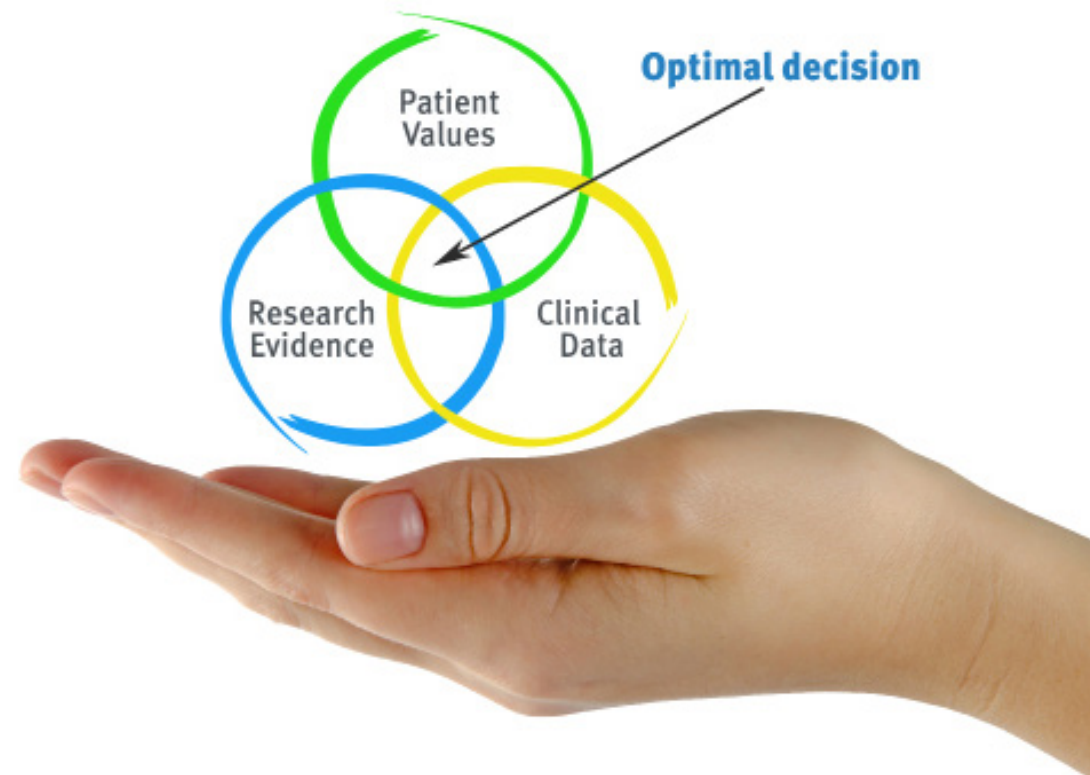 Optimal decision
Patient
Values
Research
Evidence
Clinical
Data